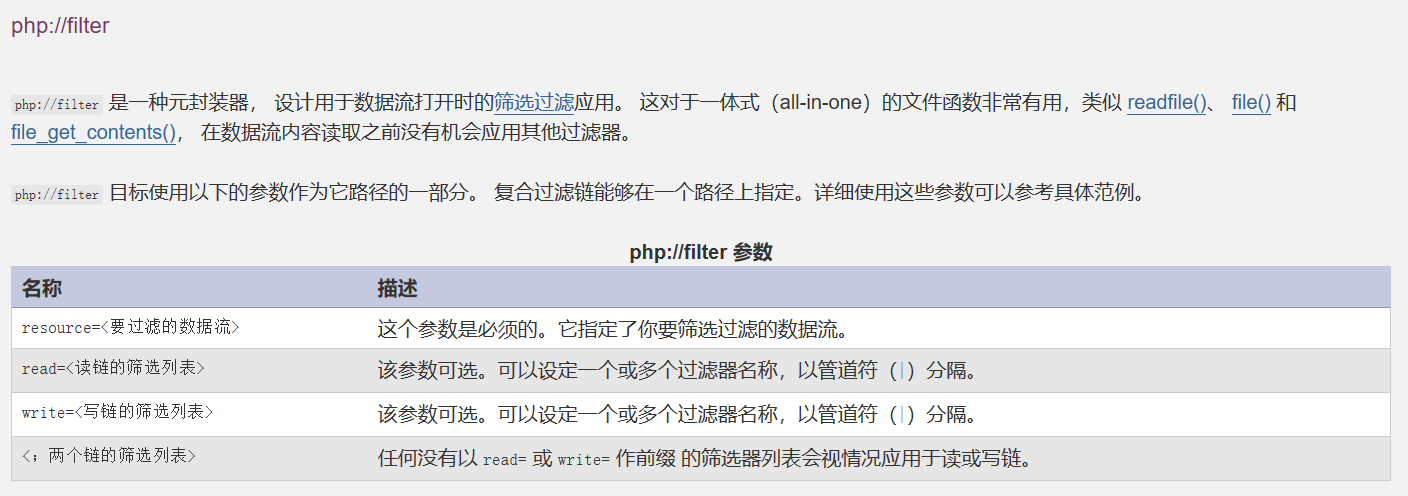 php://filter
php://filter 是一种元封装器， 设计用于数据流打开时的筛选过滤应用。 这对于一体式（all-in-one）的文件函数非常有用，类似 readfile()、 file() 和
file_get_contents()， 在数据流内容读取之前没有机会应用其他过滤器。
php://filter 目标使用以下的参数作为它路径的一部分。 复合过滤链能够在一个路径上指定。详细使用这些参数可以参考具体范例。
php://filter 参数
名称 描述
resource=<要过滤的数据流> 这个参数是必须的。它指定了你要筛选过滤的数据流。
read=<读链的筛选列表> 该参数可选。可以设定一个或多个过滤器名称，以管道符（|）分隔。
write=<写链的筛选列表> 该参数可选。可以设定一个或多个过滤器名称，以管道符（|）分隔。
<；两个链的筛选列表> 任何没有以 read= 或 write= 作前缀 的筛选器列表会视情况应用于读或写链。